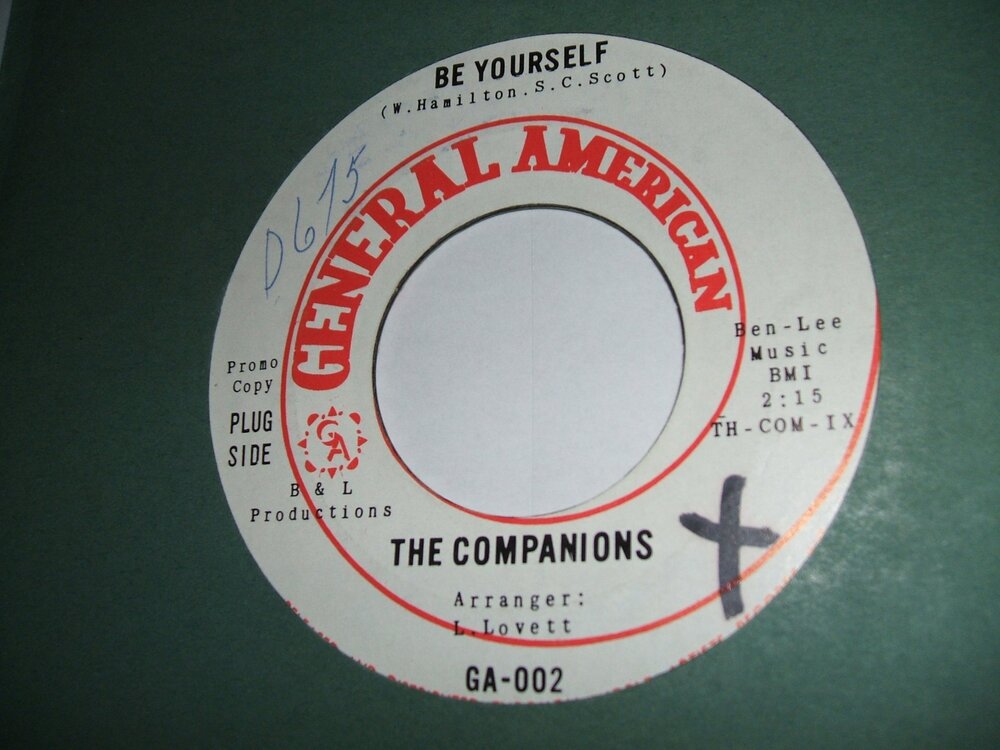 BE YOURSELF
(W.Hamilton.S.C.Scott)
D675
GENERAL AMERICAN
Promo
Copy
PLUG
SIDE
GA
B & L
Productions
Ben-Lee
Music
BMI
2:15
TH-COM-IX
THE COMPANIONS
Arranger:
L.Lovett
GA-002